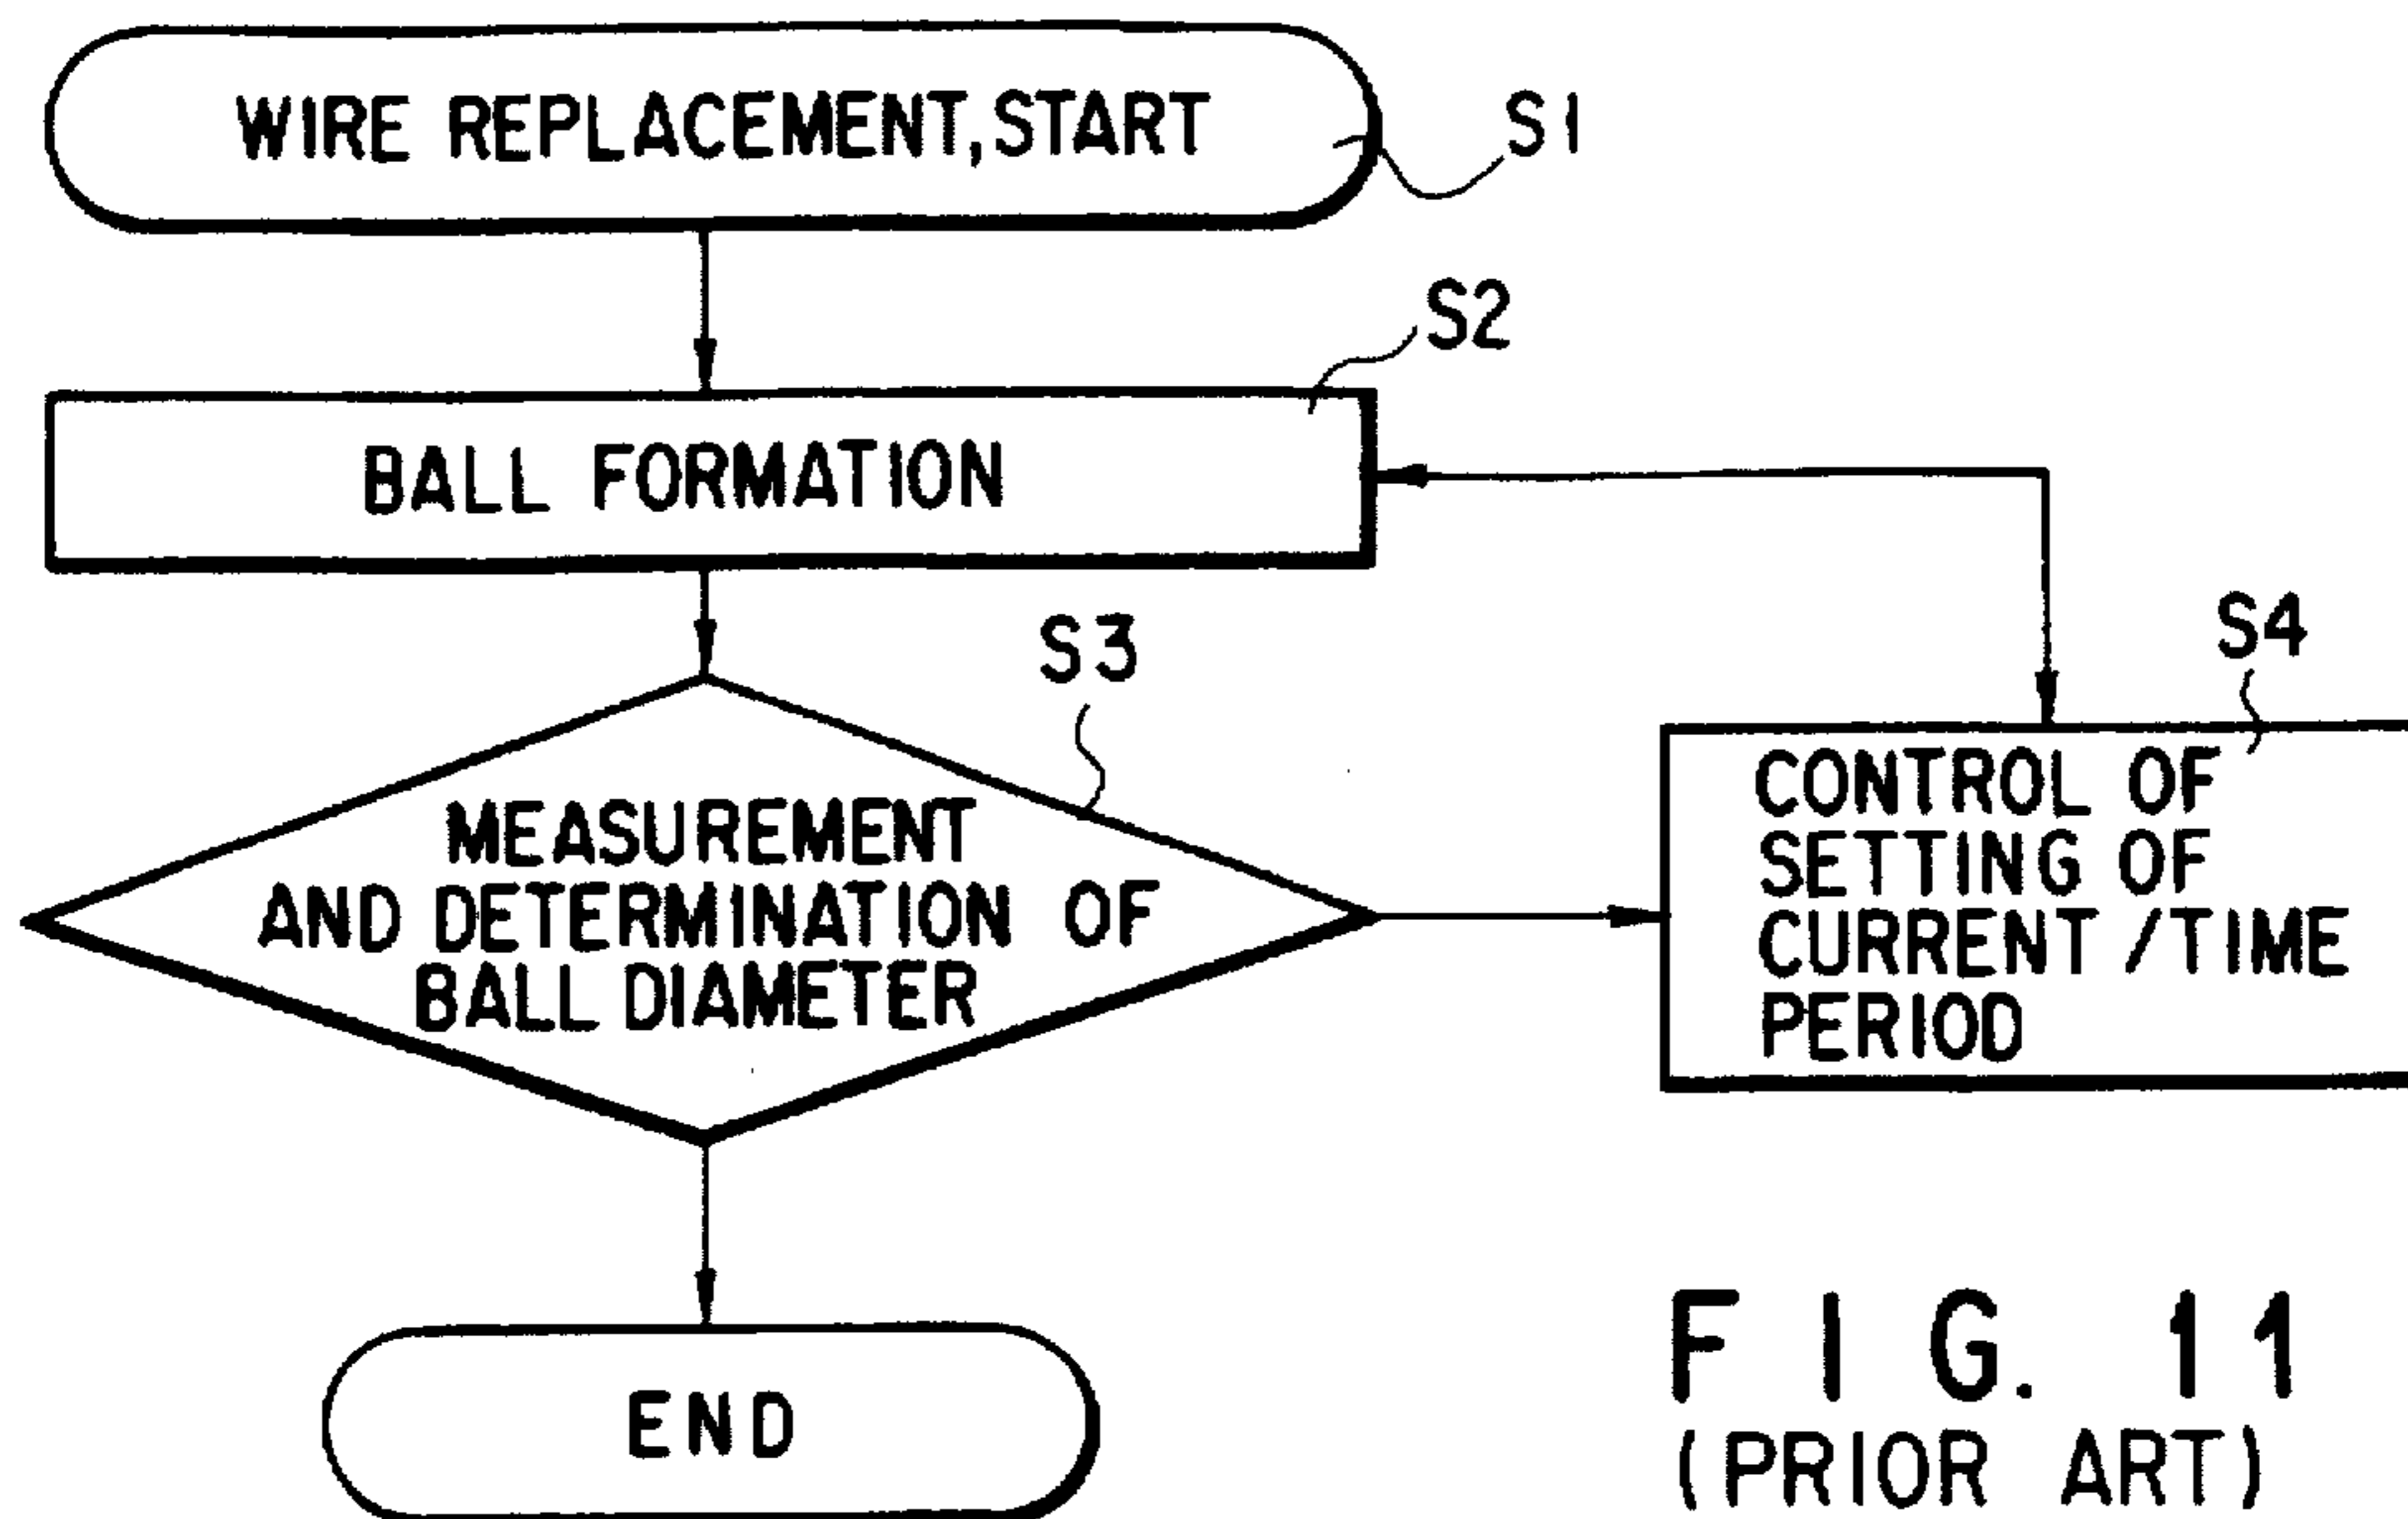 WIRE REPLACEMENT,START
S1
S2
BALL FORMATION
S3
MEASUREMENT
AND DETERMINATION OF
BALL DIAMETER
S4
CONTROL OF
SETTING OF
CURRENT/TIME
PERIOD
END
FIG. 11
(PRIOR ART)